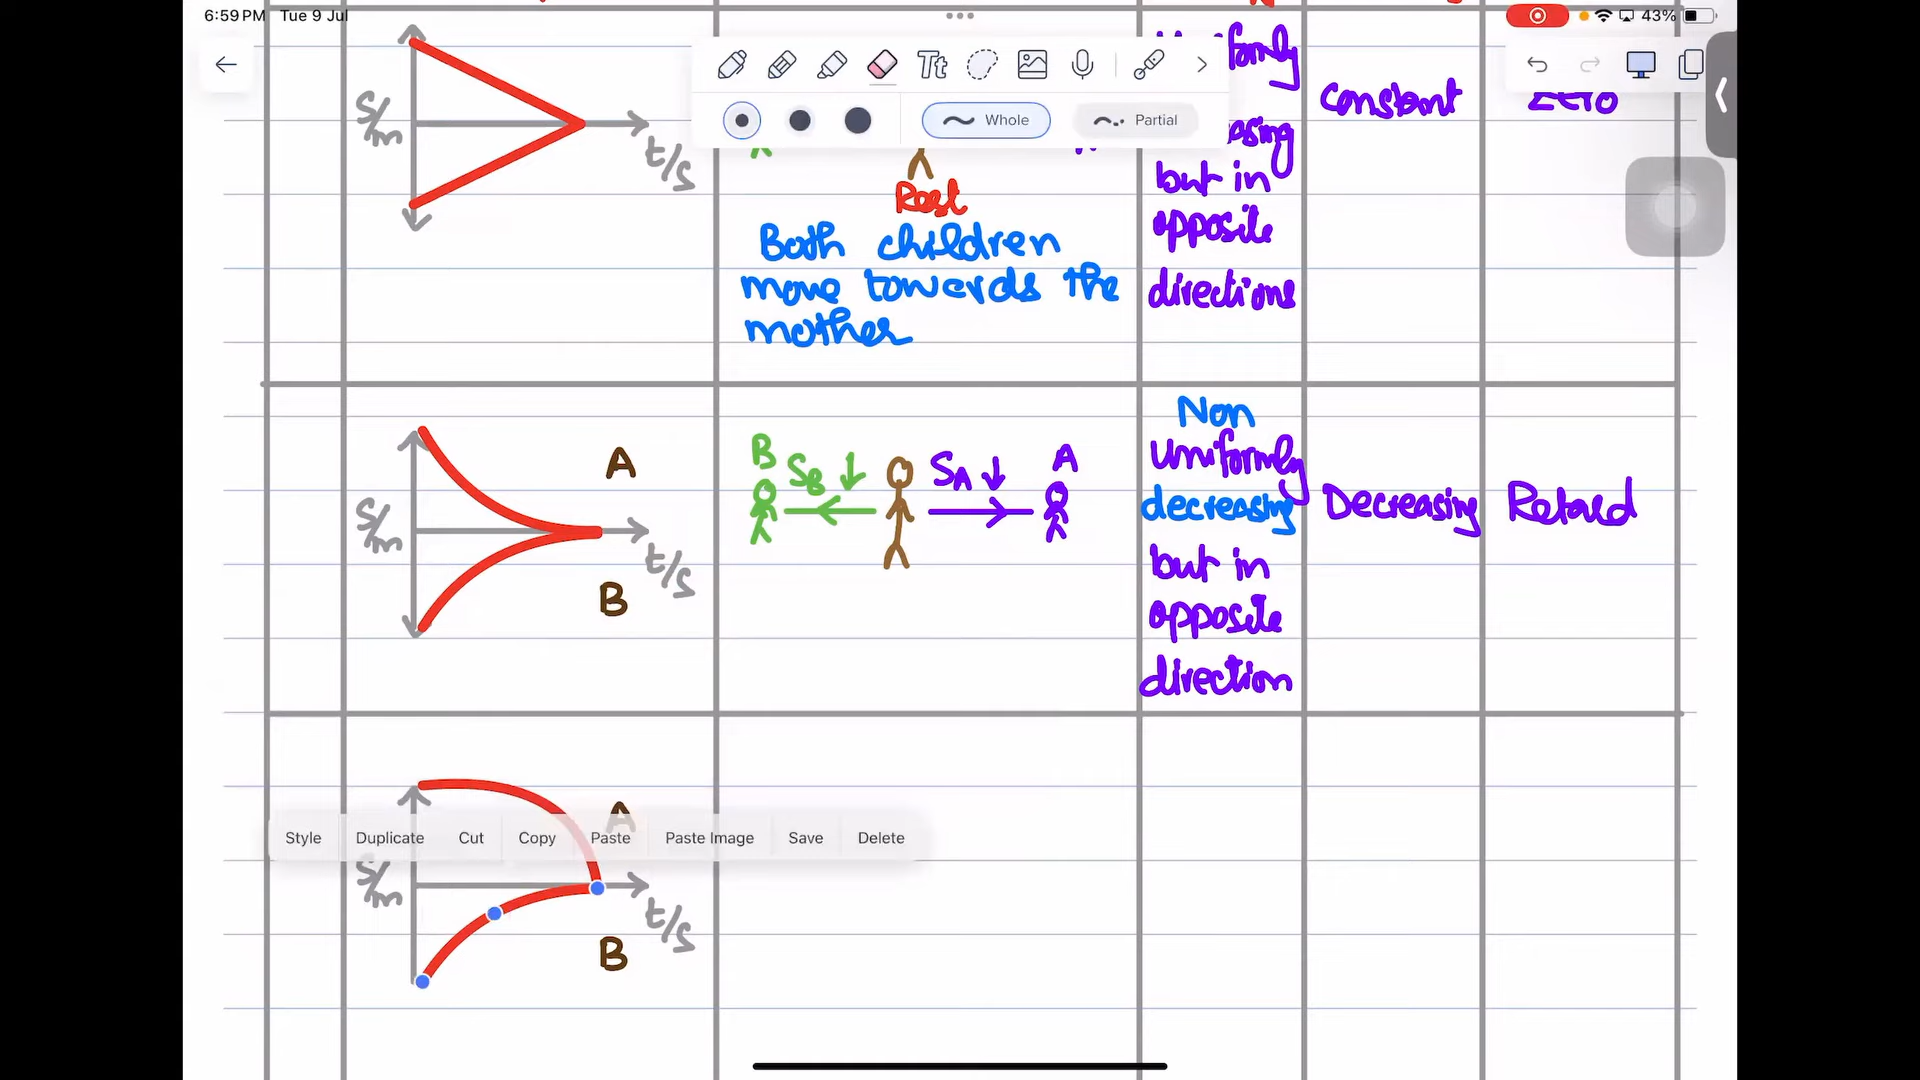 6:59 PM Tue 9 Jul
43%
Tt
Whole
Partial
S/m
t/s
Rest
Both children
move towards the
mother
but in
opposite
directions
constant
zero
S/m
t/s
A
B
B
SB ↓
SA ↓
A
Non
Uniformly
decreasing
but in
opposite
direction
Decreasing
Retard
Style
Duplicate
Cut
Copy
Paste
Paste Image
Save
Delete
S/m
t/s
A
B